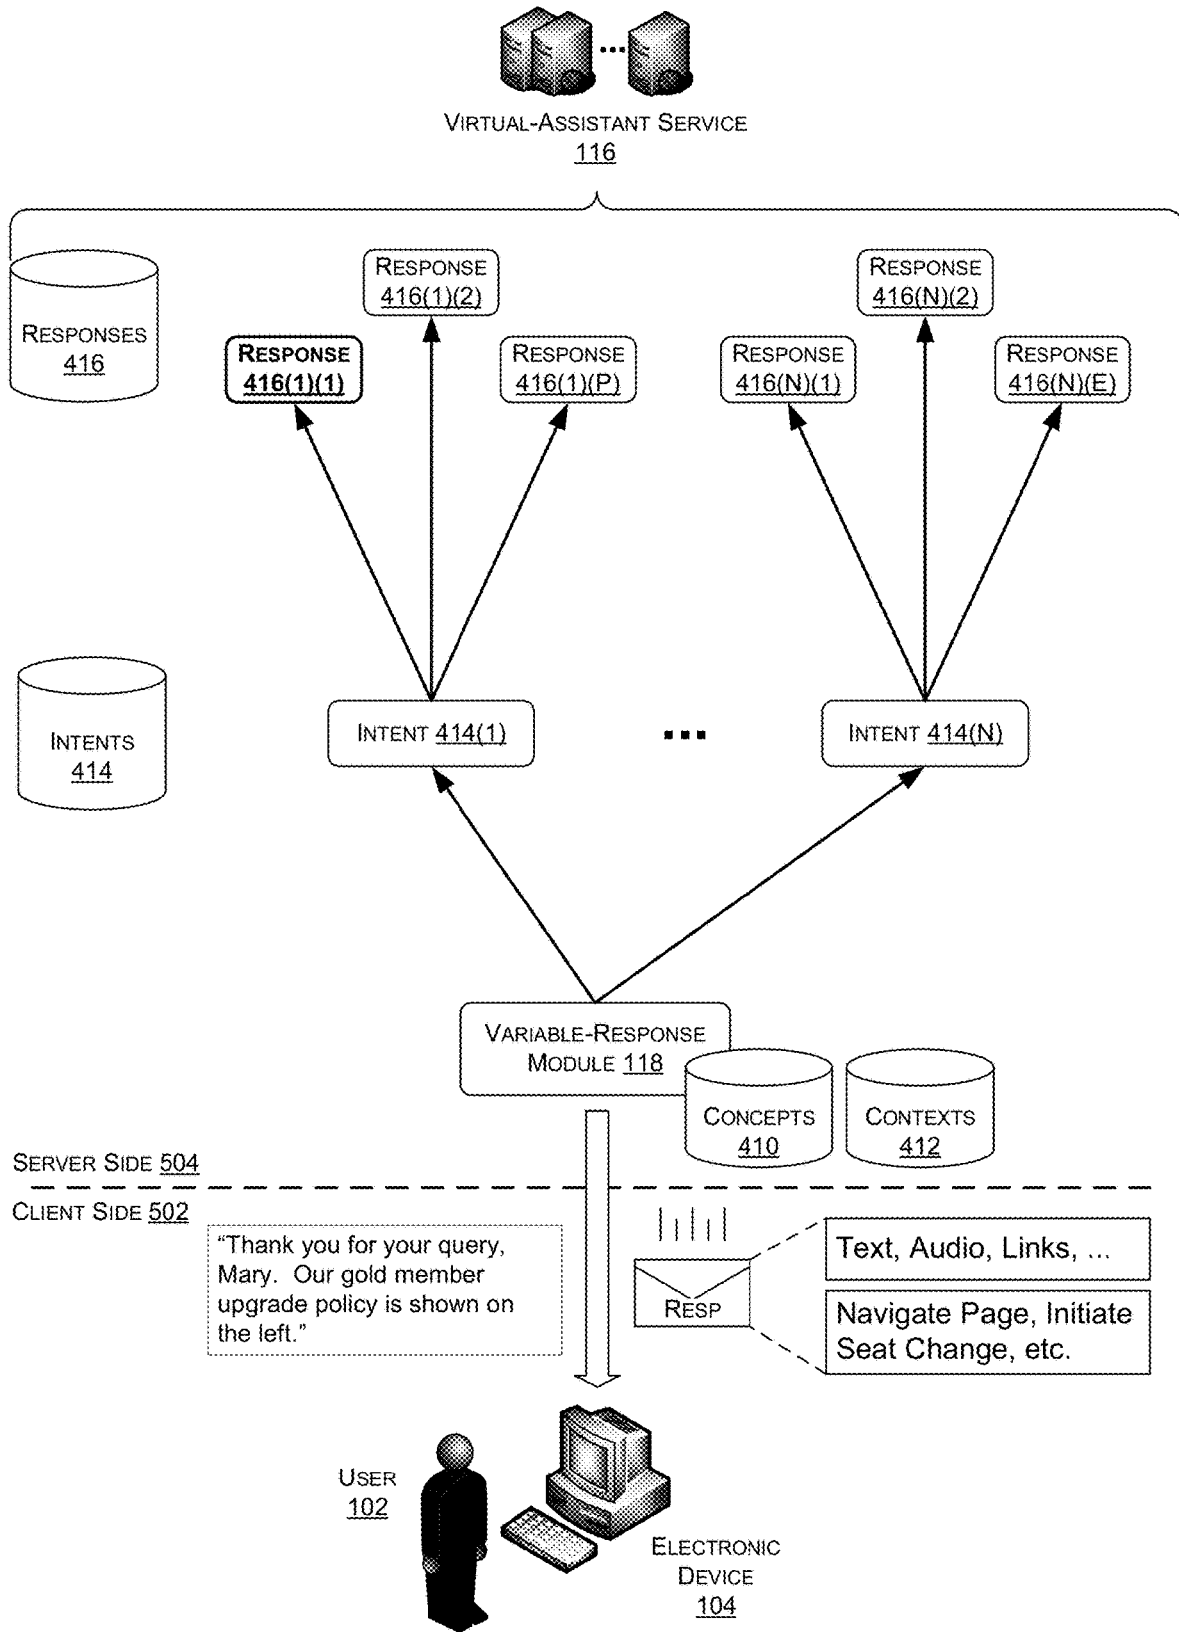 VIRTUAL-ASSISTANT SERVICE
116
RESPONSES
416
RESPONSE
416(1)(2)
RESPONSE
416(1)(1)
RESPONSE
416(1)(P)
RESPONSE
416(N)(2)
RESPONSE
416(N)(1)
RESPONSE
416(N)(E)
INTENTS
414
INTENT 414(1)
...
INTENT 414(N)
VARIABLE-RESPONSE
MODULE 118
CONCEPTS
410
CONTEXTS
412
SERVER SIDE 504
CLIENT SIDE 502
“Thank you for your query,
Mary.  Our gold member
upgrade policy is shown on
the left.”
RESP
Text, Audio, Links, ...
Navigate Page, Initiate
Seat Change, etc.
USER
102
ELECTRONIC
DEVICE
104